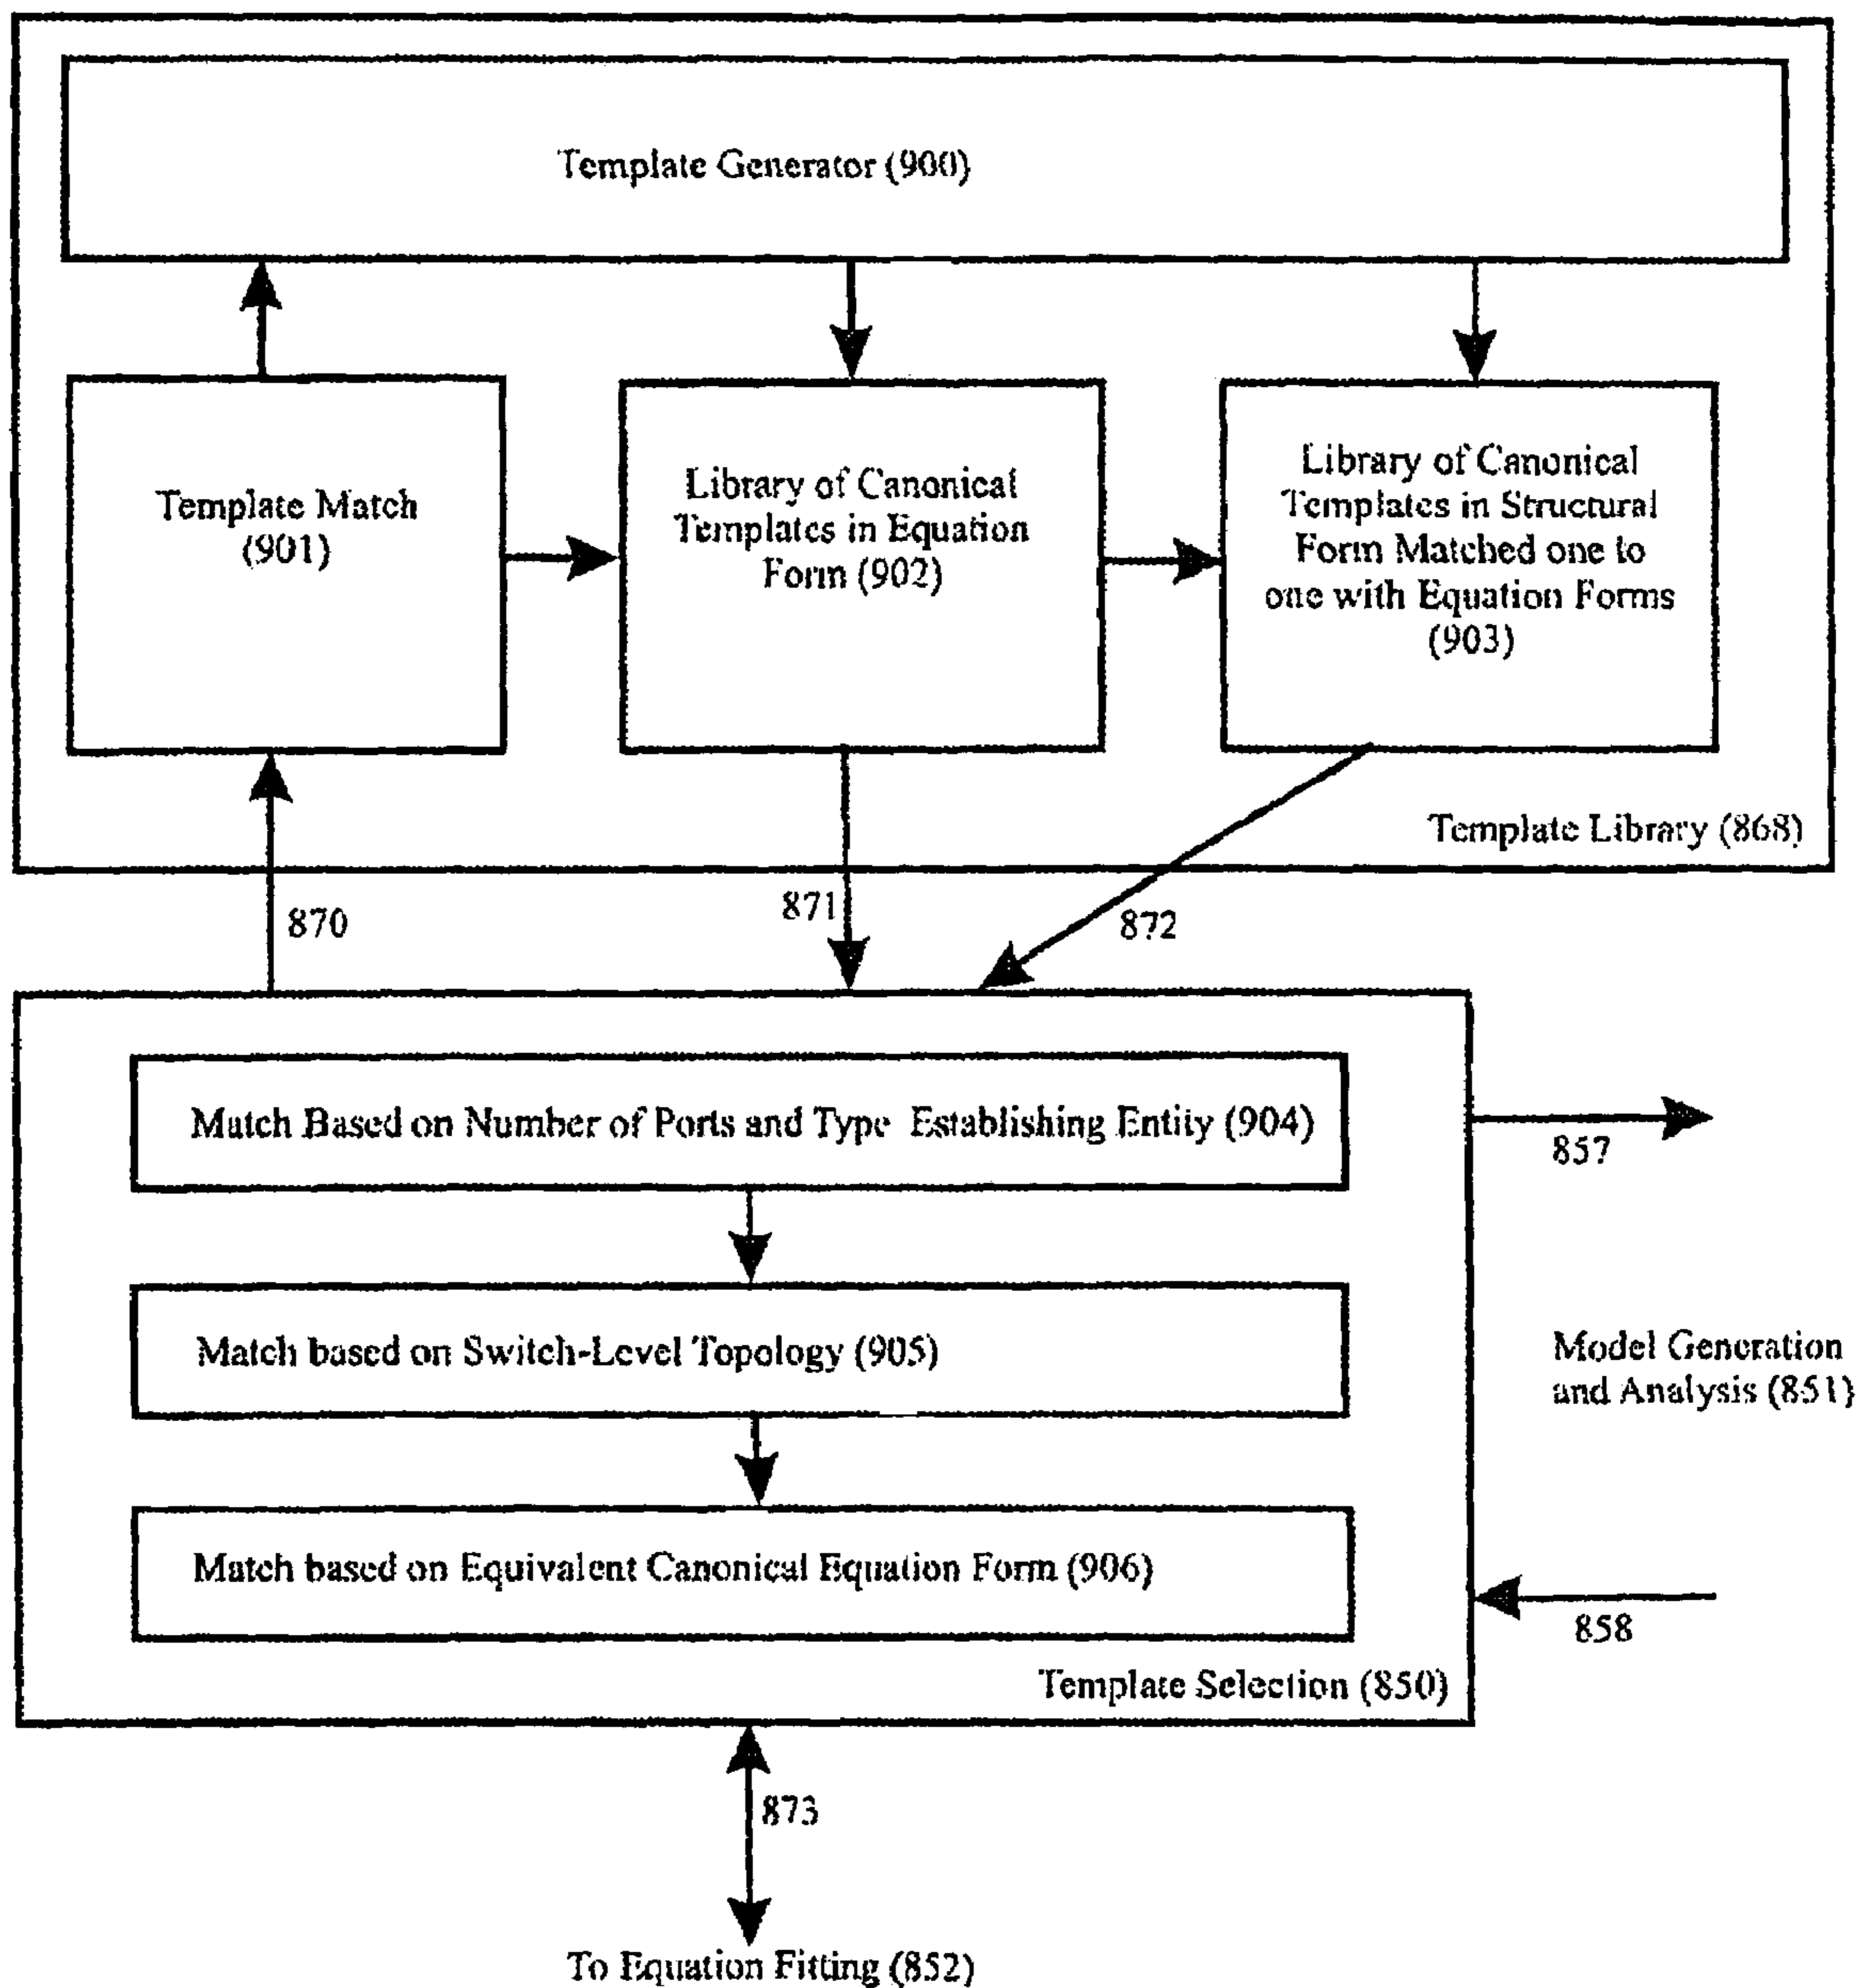 Template Generator (900)
Template Match
(901)
Library of Canonical
Templates in Equation
Form (902)
Library of Canonical
Templates in Structural
Form Matched one to
one with Equation Forms
(903)
Template Library (868)
870
871
872
Match Based on Number of Ports and Type Establishing Entity (904)
857
Match based on Switch-Level Topology (905)
Model Generation
and Analysis (851)
Match based on Equivalent Canonical Equation Form (906)
858
Template Selection (850)
873
To Equation Fitting (852)